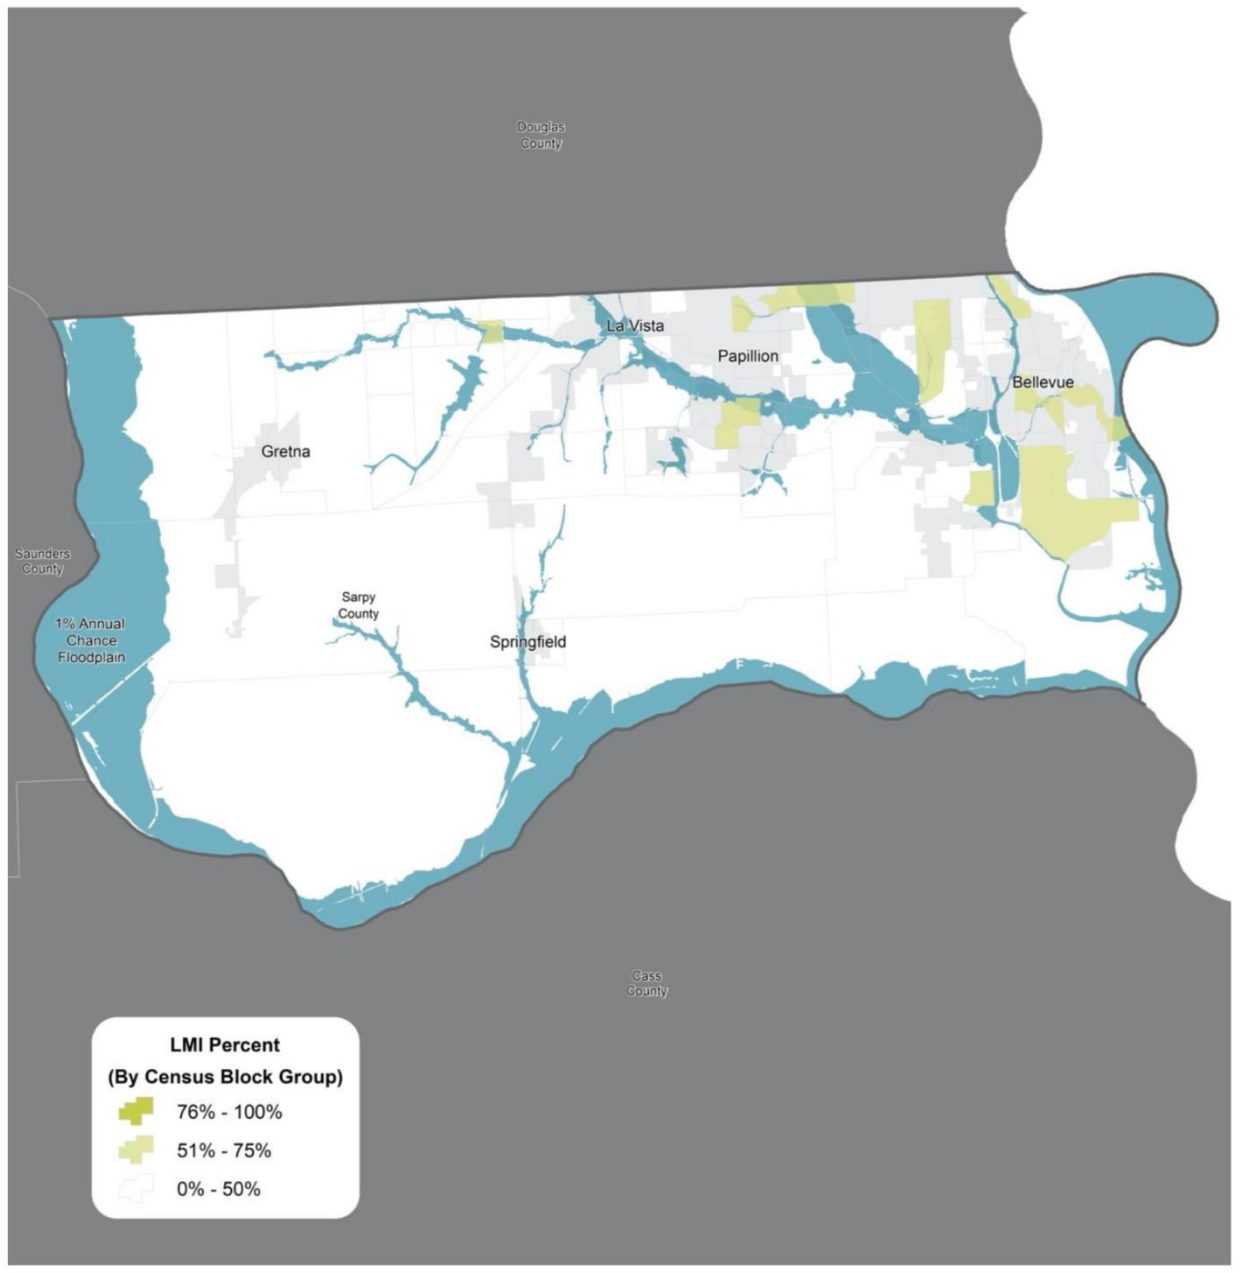 Douglas
County
La Vista
Papillion
Bellevue
Gretna
Saunders
County
Sarpy
County
1% Annual
Chance
Floodplain
Springfield
Cass
County
LMI Percent
(By Census Block Group)
76% - 100%
51% - 75%
0% - 50%